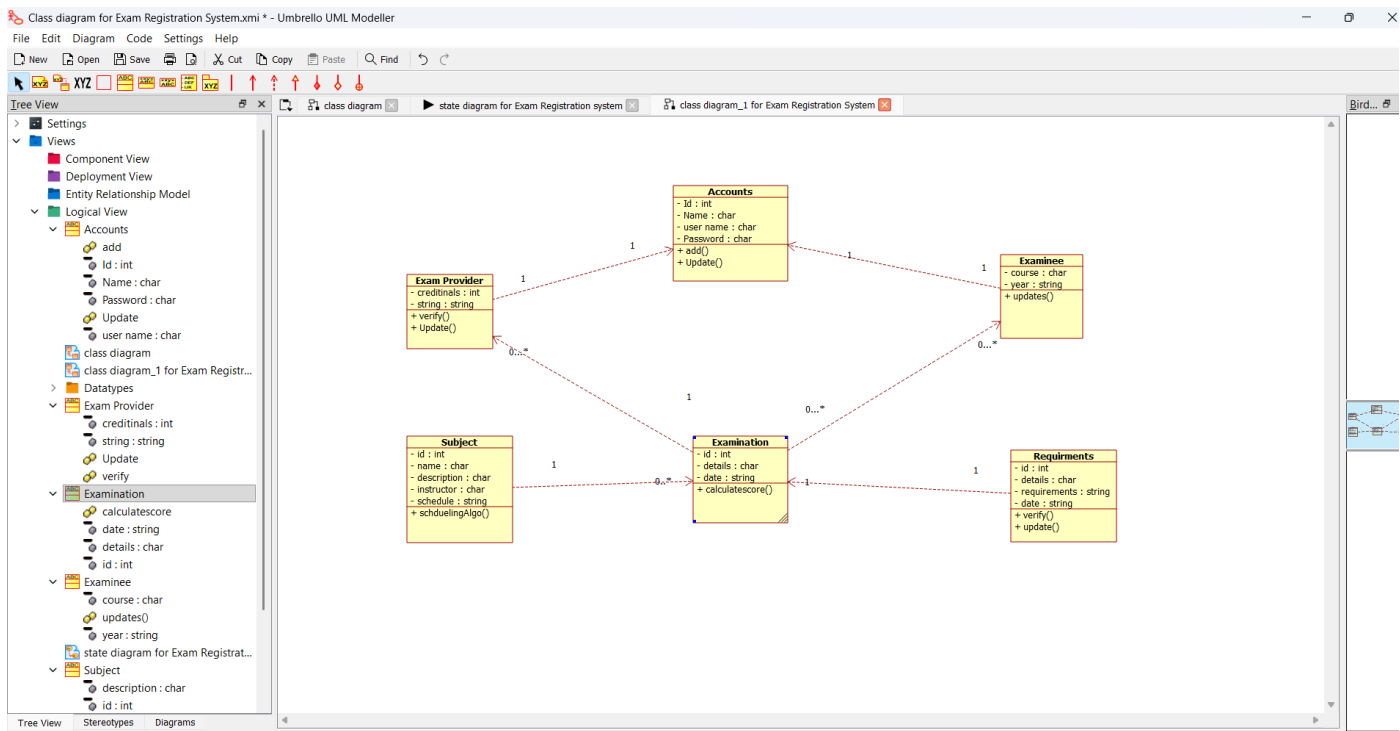 Class diagram for Exam Registration System.xmi * - Umbrello UML Modeller
File Edit Diagram Code Settings Help
New Open Save Cut Copy Paste Find
XYZ XYZ ABC XYZ
Tree View
Settings
Views
Component View
Deployment View
Entity Relationship Model
Logical View
Accounts
add
Id : int
Name : char
Password : char
Update
user name : char
class diagram
class diagram_1 for Exam Registr...
Datatypes
Exam Provider
creditinals : int
string : string
Update
verify
Examination
calculatescore
date : string
details : char
id : int
Examinee
course : char
updates()
year : string
state diagram for Exam Registrat...
Subject
description : char
id : int
Tree View Stereotypes Diagrams
class diagram state diagram for Exam Registration system class diagram_1 for Exam Registration System
Bird...
Accounts
- Id : int
- Name : char
- user name : char
- Password : char
+ add()
+ Update()
1
1
1
1
Exam Provider
- creditinals : int
- string : string
+ verify()
+ Update()
Examinee
- course : char
- year : string
+ updates()
0...*
0...*
1
0...*
Subject
- id : int
- name : char
- description : char
- instructor : char
- schedule : string
+ schduelingAlgo()
1
0..*
Examination
- id : int
- details : char
- date : string
+ calculatescore()
1
1
Requirments
- id : int
- details : char
- requirements : string
- date : string
+ verify()
+ update()